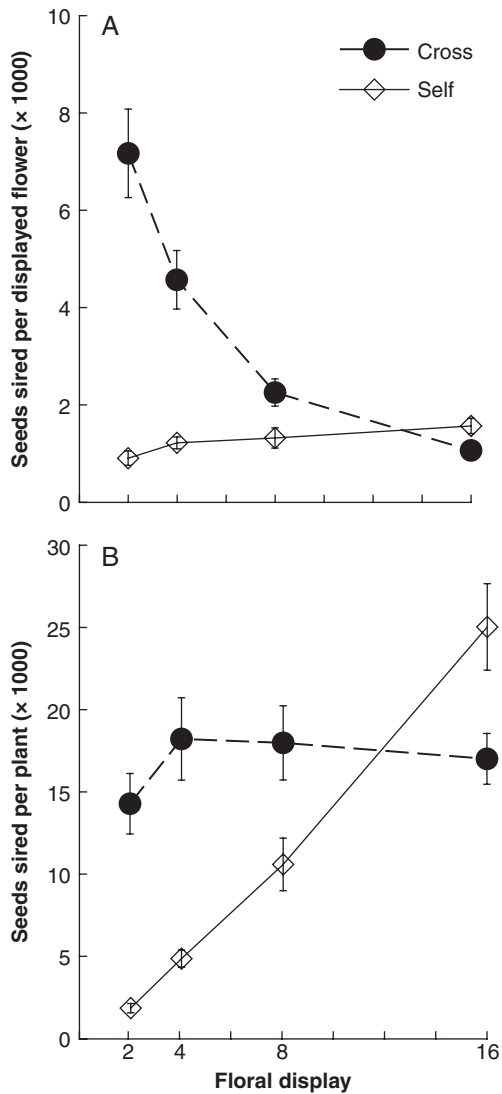 A
10
8
6
4
2
0
Seeds sired per displayed flower (× 1000)
Cross
Self
B
30
25
20
15
10
5
0
Seeds sired per plant (× 1000)
2 4 8 16
Floral display